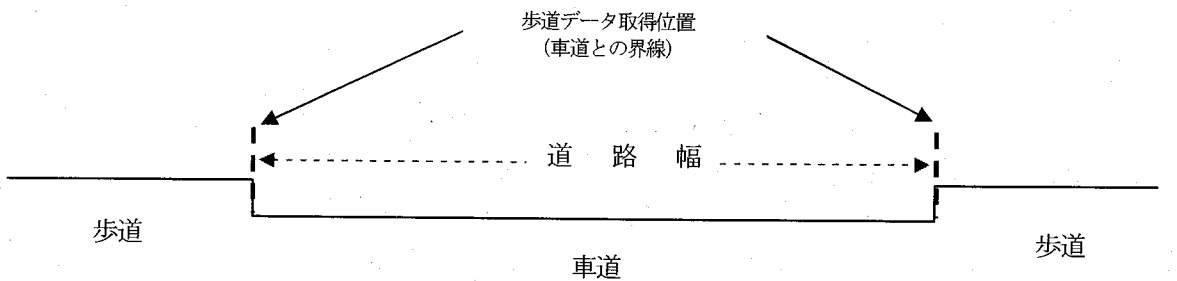 歩道データ取得位置
(車道との界線)
道 路 幅
歩道
歩道
車道